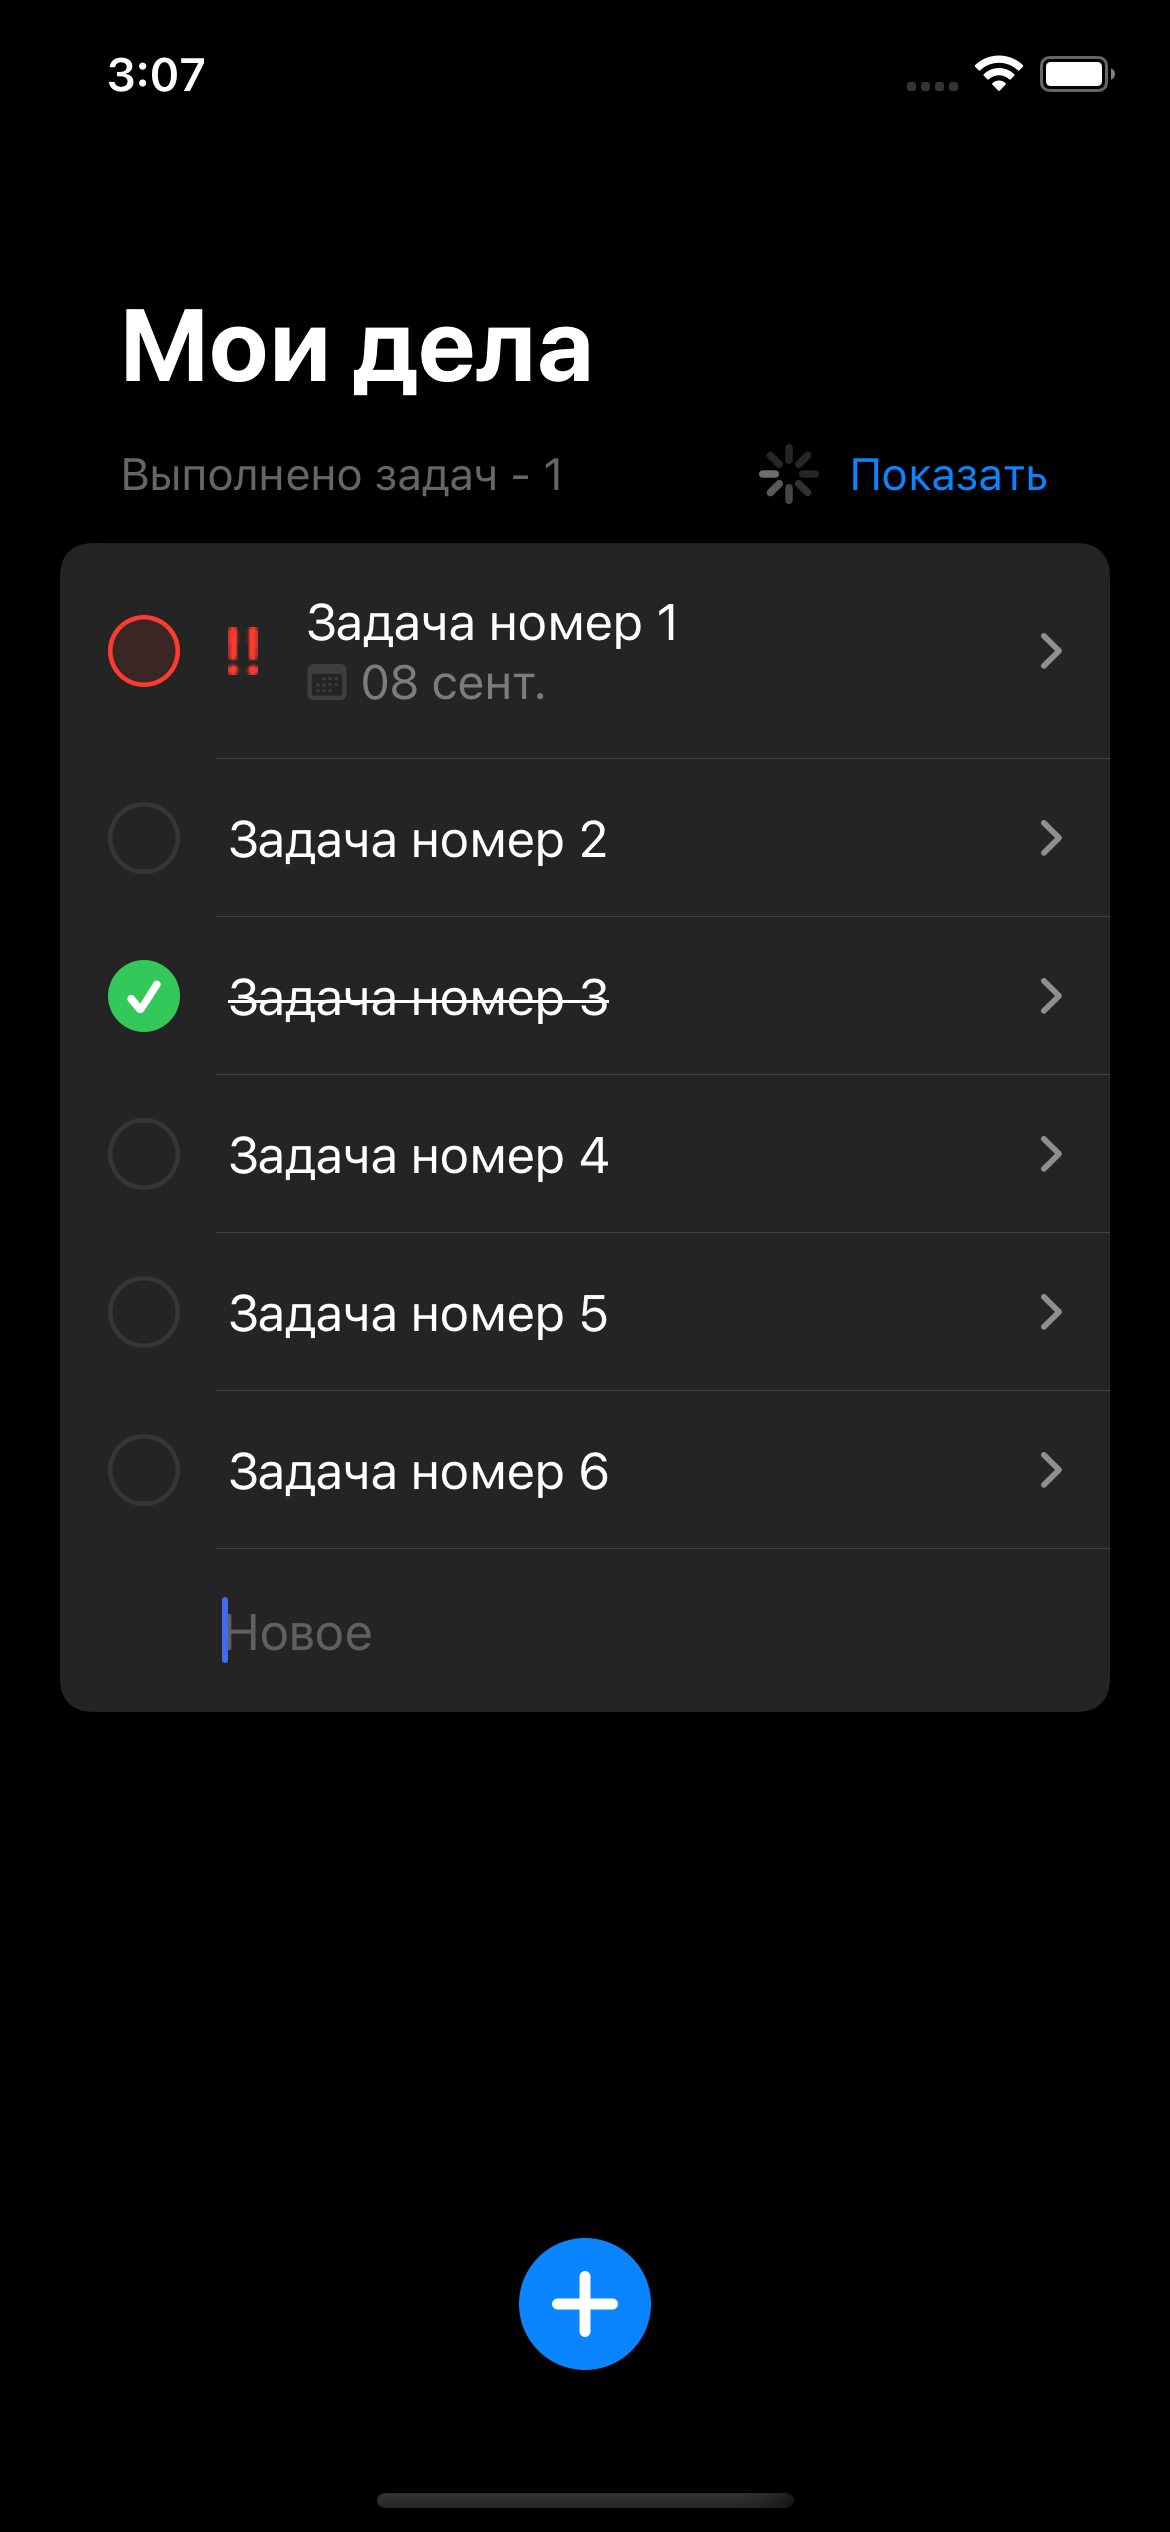 3:07
Мои дела
Выполнено задач - 1
Показать
!! Задача номер 1
08 сент.
Задача номер 2
Задача номер 3
Задача номер 4
Задача номер 5
Задача номер 6
Новое